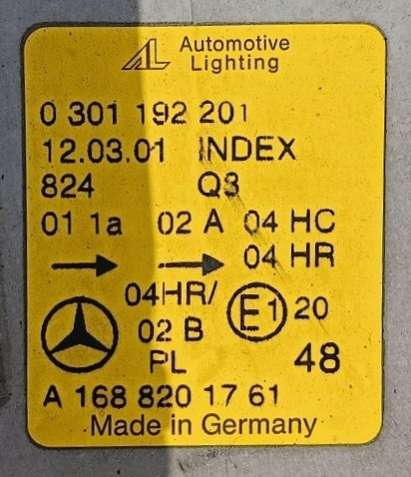 AL Automotive
Lighting
0 301 192 201
12.03.01 INDEX
824 Q3
01 1a 02 A 04 HC
04 HR
04HR/ E1 20
02 B
PL 48
A 168 820 17 61
Made in Germany